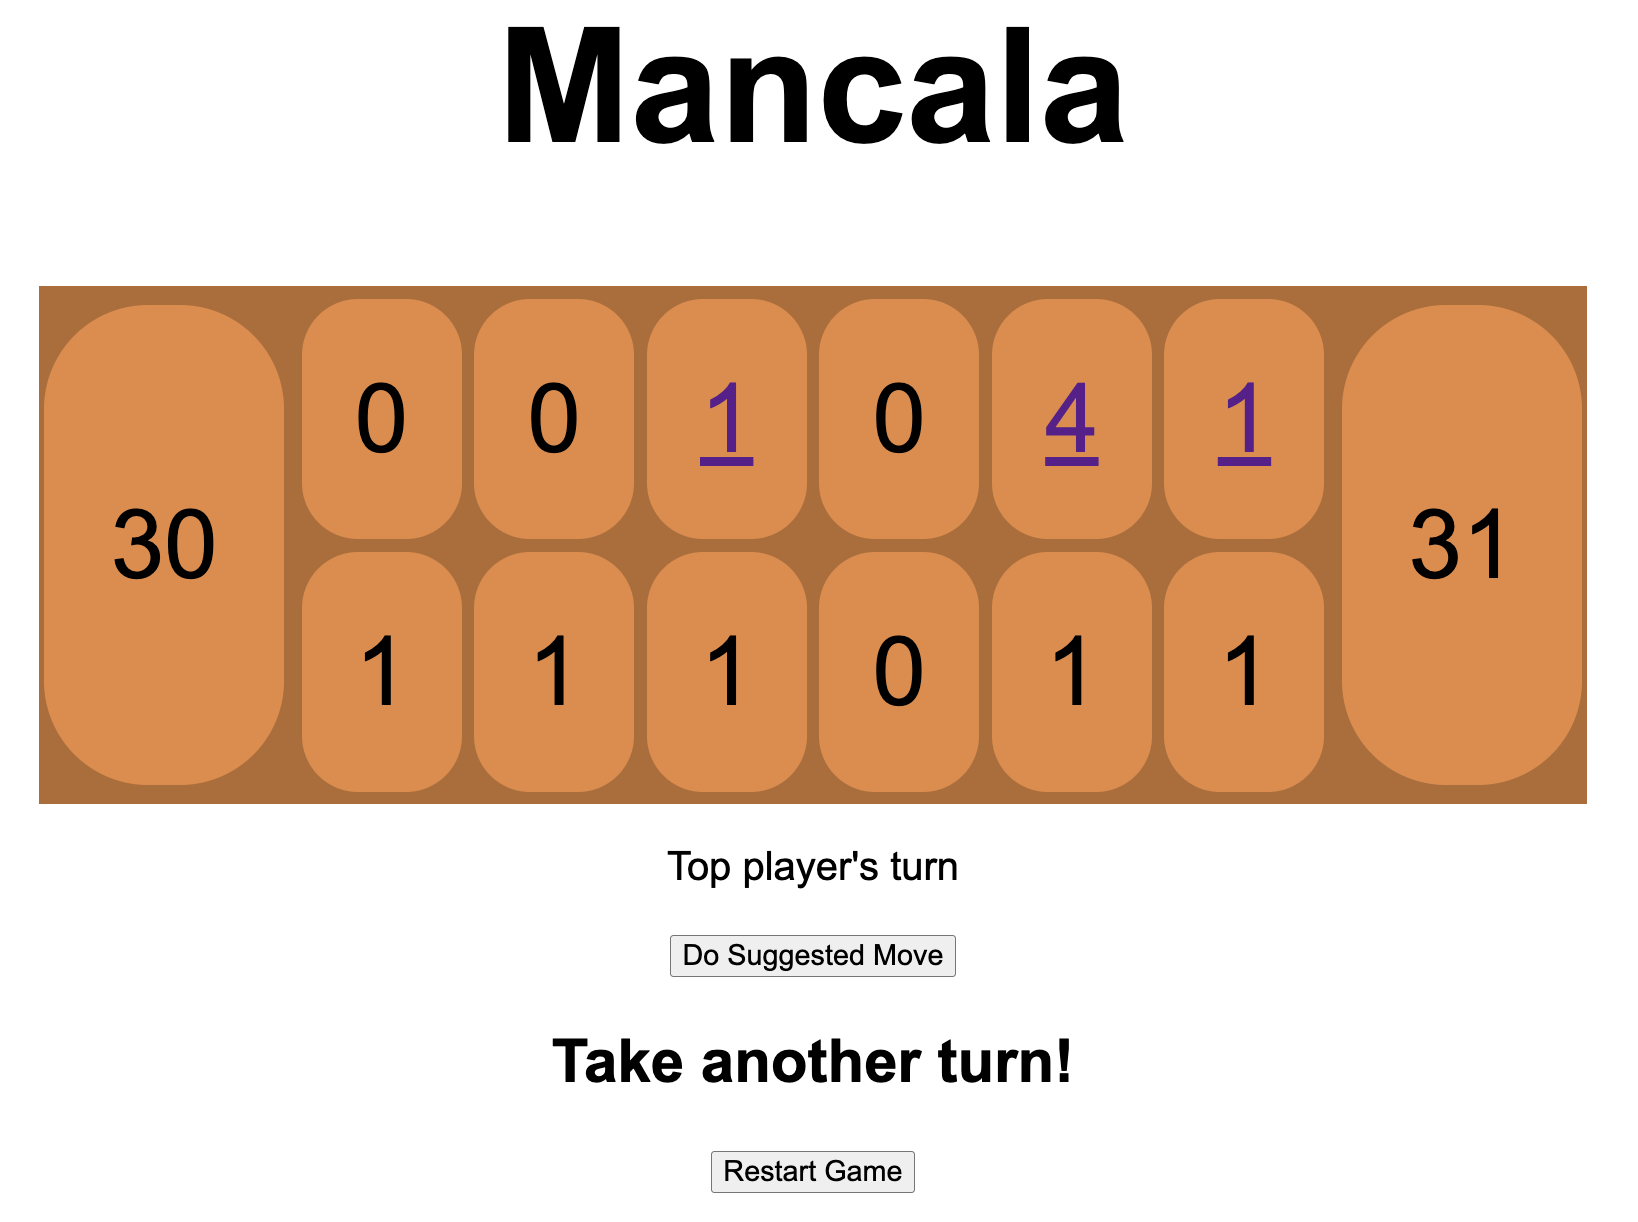 Mancala
0 0 1 0 4 1
30 31
1 1 1 0 1 1
Top player's turn
Do Suggested Move
Take another turn!
Restart Game